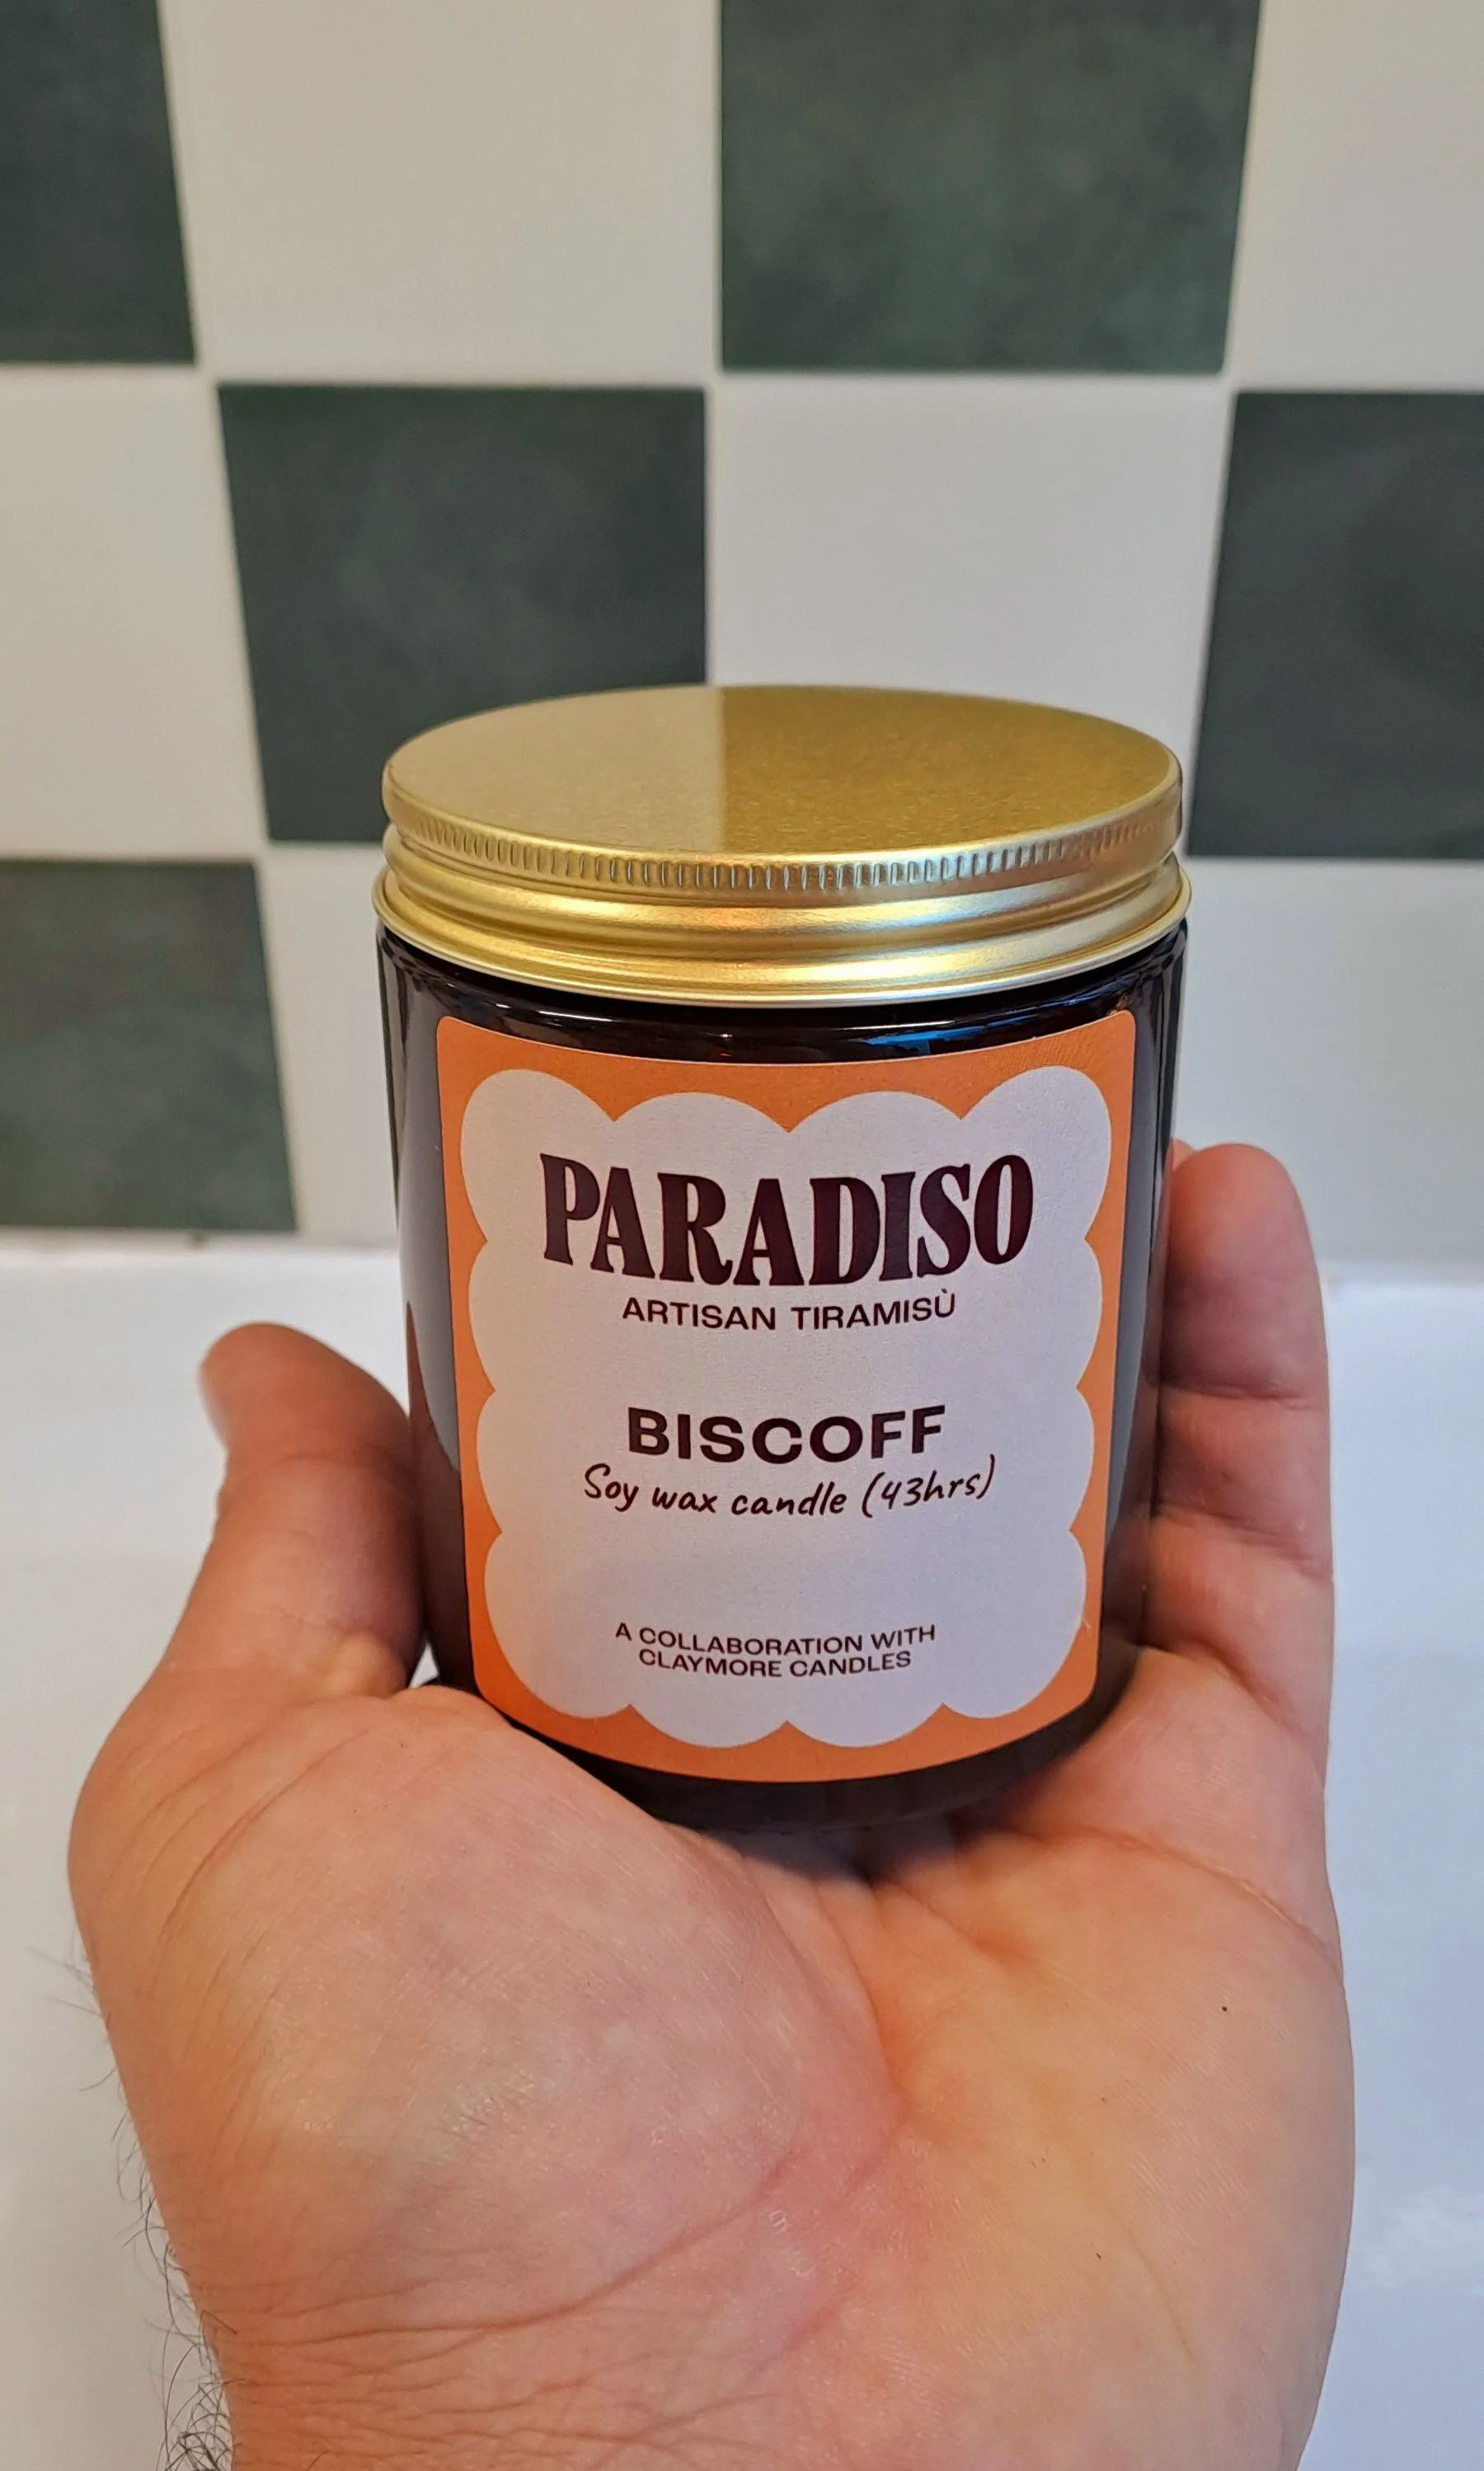 PARADISO
ARTISAN TIRAMISÙ
BISCOFF
Soy wax candle (43hrs)
A COLLABORATION WITH
CLAYMORE CANDLES